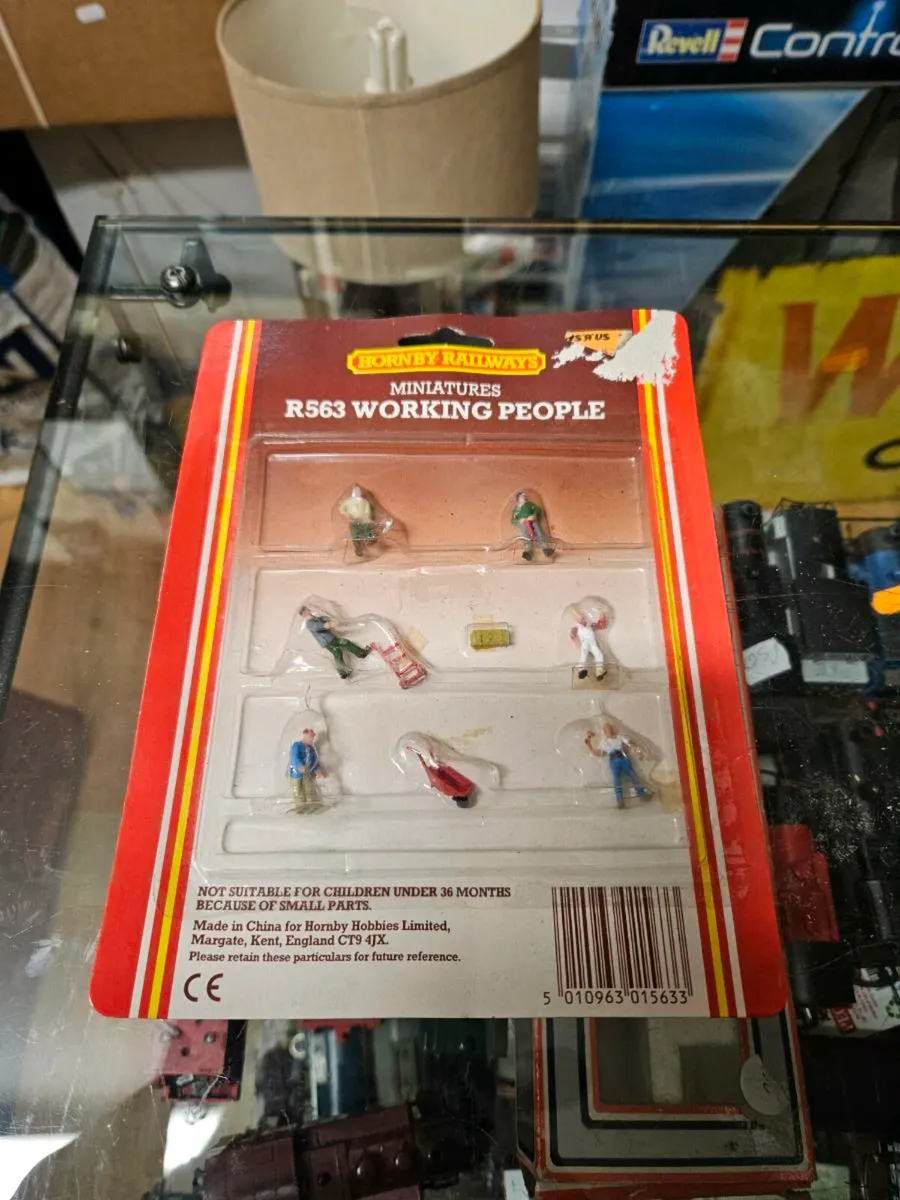 Revell Contro
HORNBY RAILWAYS
S R US
MINIATURES
R563 WORKING PEOPLE
W
NOT SUITABLE FOR CHILDREN UNDER 36 MONTHS
BECAUSE OF SMALL PARTS.
Made in China for Hornby Hobbies Limited,
Margate, Kent, England CT9 4JX.
Please retain these particulars for future reference.
CE
5 010963 015633